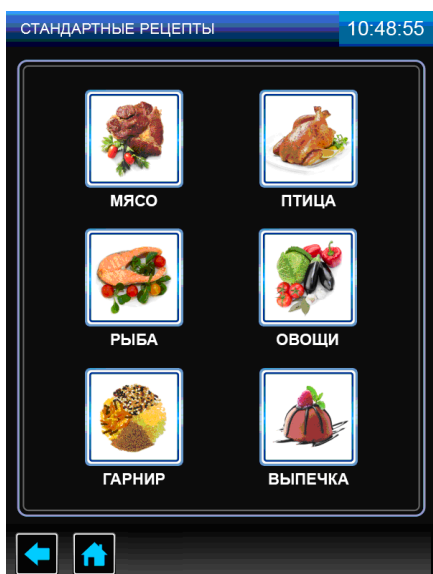 СТАНДАРТНЫЕ РЕЦЕПТЫ 10:48:55
МЯСО ПТИЦА
РЫБА ОВОЩИ
ГАРНИР ВЫПЕЧКА